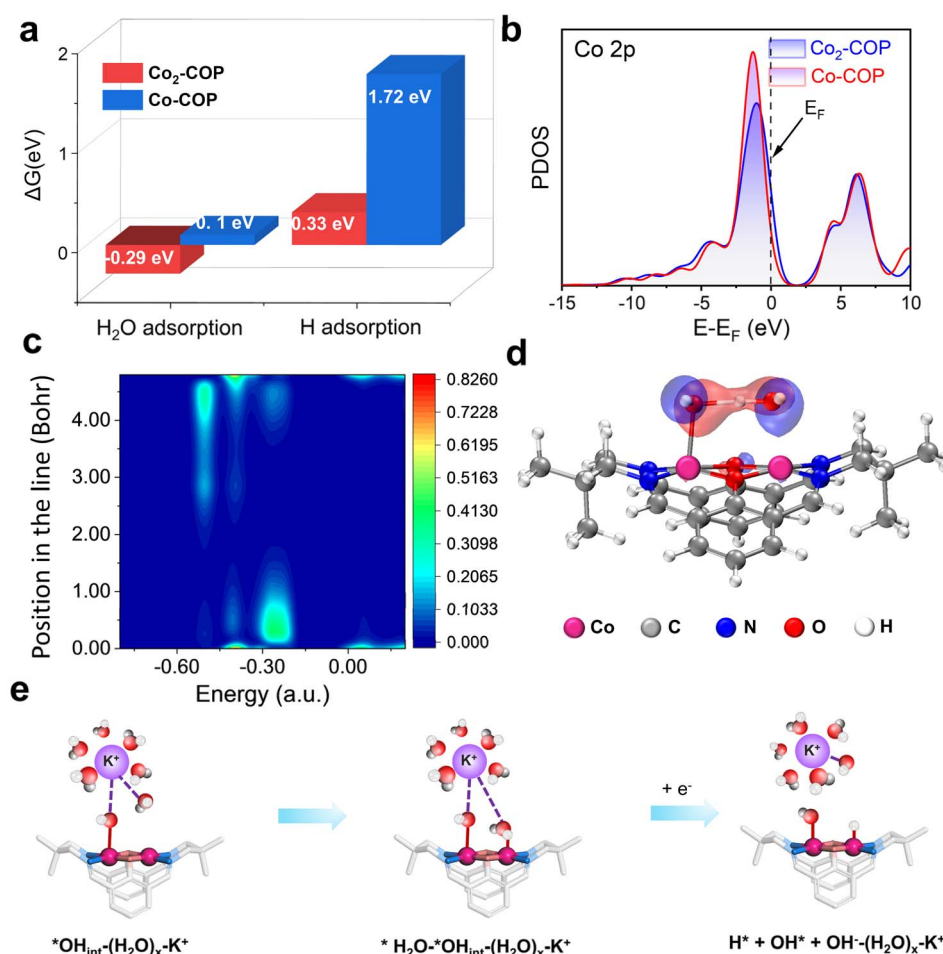 a
2
1
0
ΔG(eV)
Co₂-COP
Co-COP
-0.29 eV
0. 1 eV
0.33 eV
1.72 eV
H₂O adsorption
H adsorption
b
Co 2p
Co₂-COP
Co-COP
E_F
PDOS
-15 -10 -5 0 5 10
E-E_F (eV)
c
4.00
3.00
2.00
1.00
0.00
Position in the line (Bohr)
-0.60 -0.30 0.00
Energy (a.u.)
0.8260
0.7228
0.6195
0.5163
0.4130
0.3098
0.2065
0.1033
0.000
d
Co C N O H
e
K⁺
K⁺
+ e⁻
K⁺
*OH_int-(H₂O)ₓ-K⁺
* H₂O-*OH_int-(H₂O)ₓ-K⁺
H* + OH* + OH⁻-(H₂O)ₓ-K⁺